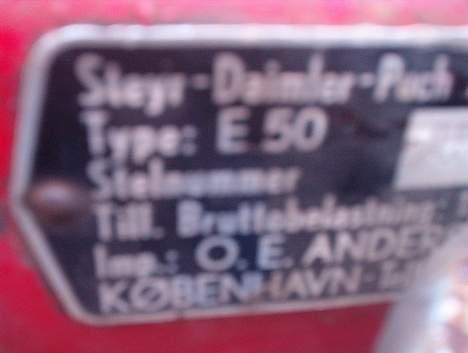 Steyr-Daimler-Puch
Type: E 50
Stelnummer
Till. Bruttobelastning:
Imp.: O. E. ANDER
KØBENHAVN-